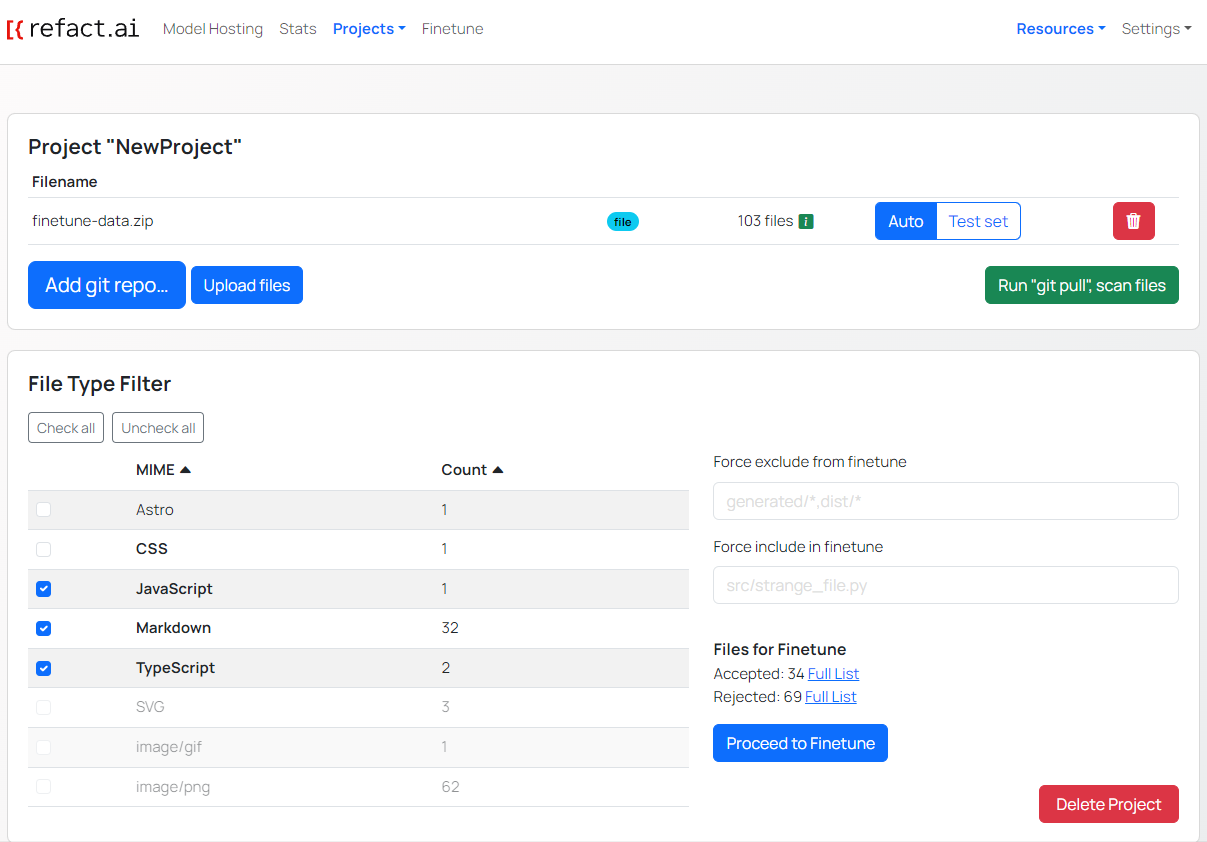 refact.ai Model Hosting Stats Projects Finetune Resources Settings
Project "NewProject"
Filename
finetune-data.zip file 103 files i Auto Test set
Add git repo... Upload files Run "git pull", scan files
File Type Filter
Check all Uncheck all
MIME Count
Astro 1
CSS 1
JavaScript 1
Markdown 32
TypeScript 2
SVG 3
image/gif 1
image/png 62
Force exclude from finetune
generated/*,dist/*
Force include in finetune
src/strange_file.py
Files for Finetune
Accepted: 34 Full List
Rejected: 69 Full List
Proceed to Finetune
Delete Project